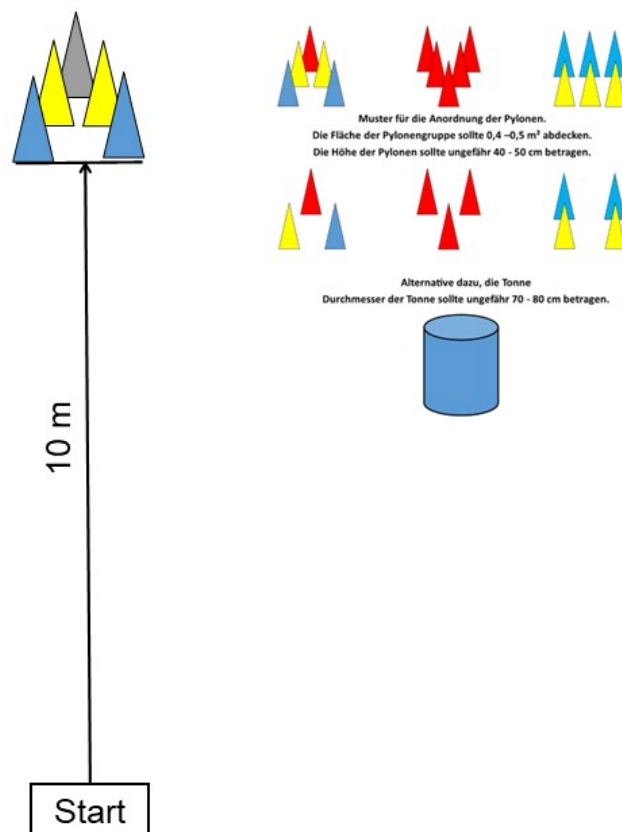 Muster für die Anordnung der Pylonen.
Die Fläche der Pylonengruppe sollte 0,4 –0,5 m² abdecken.
Die Höhe der Pylonen sollte ungefähr 40 - 50 cm betragen.
Alternative dazu, die Tonne
Durchmesser der Tonne sollte ungefähr 70 - 80 cm betragen.
10 m
Start